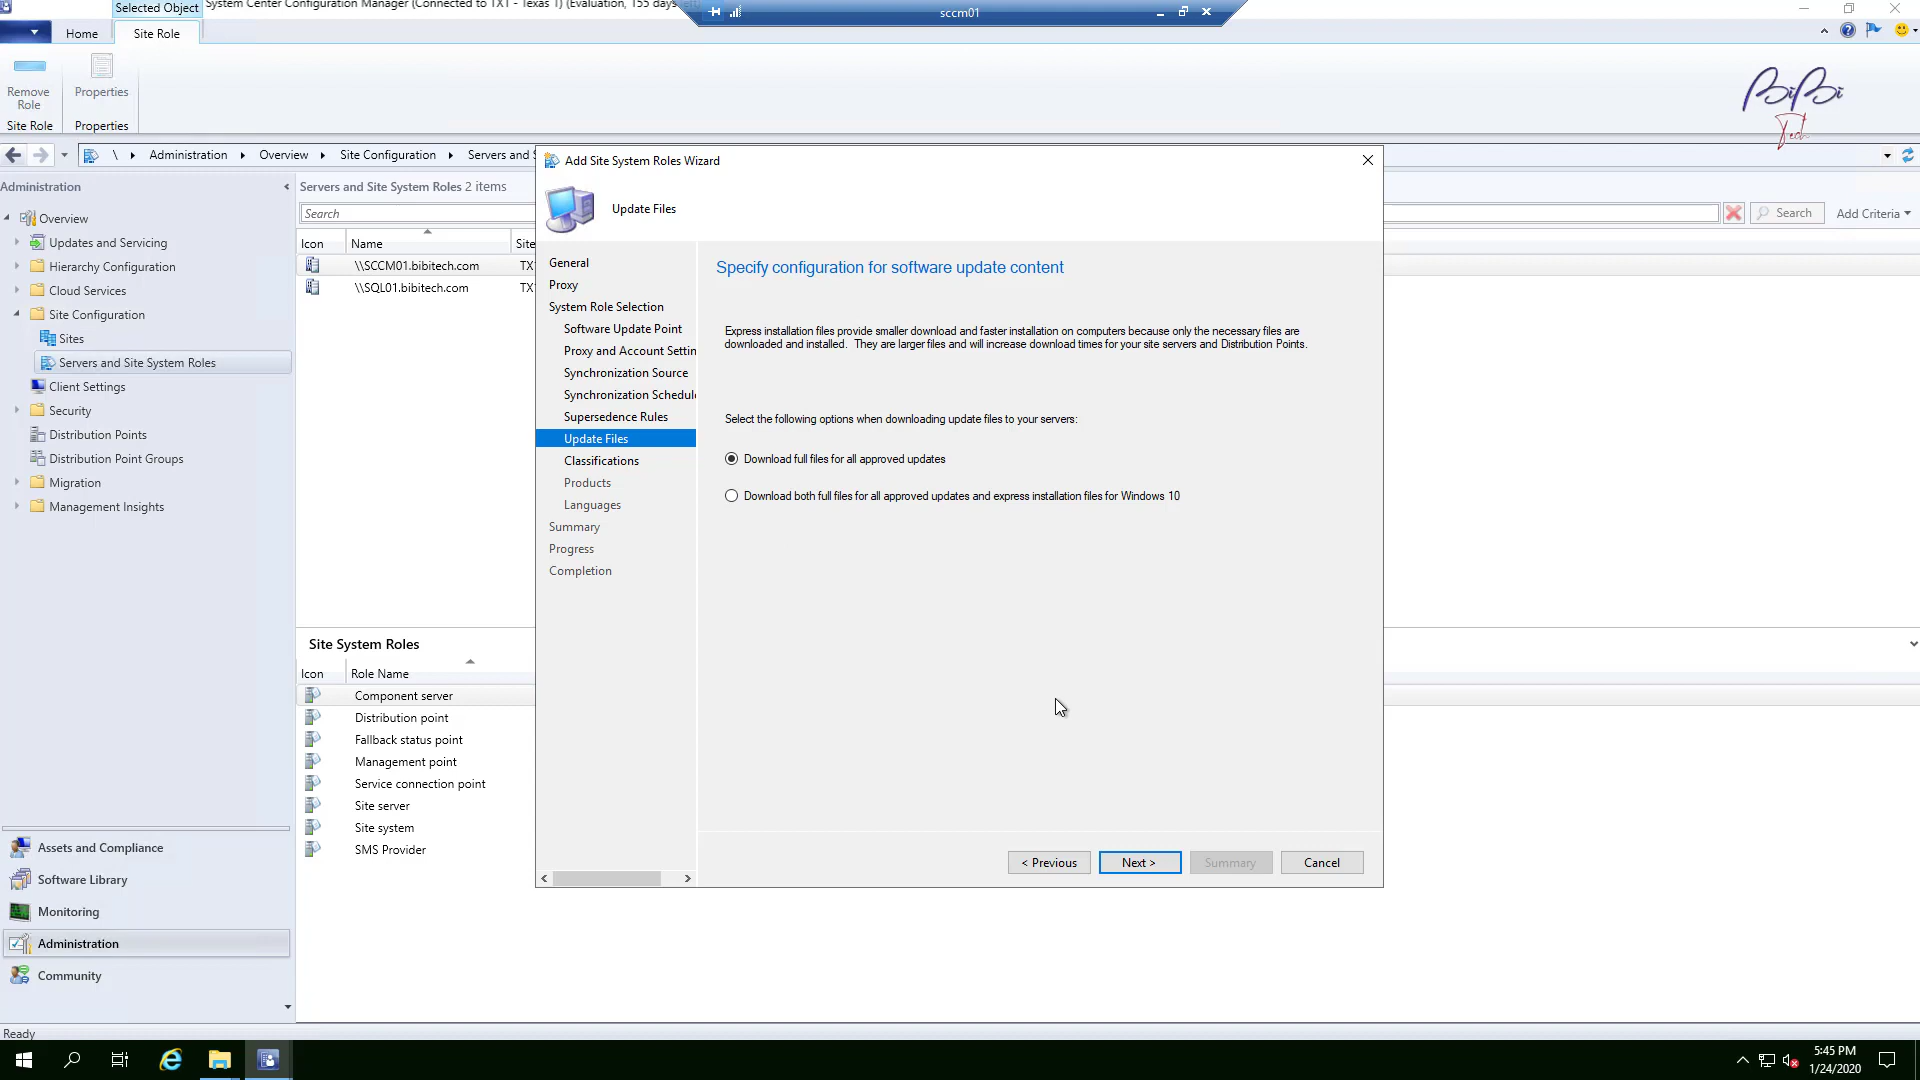 Selected Object
System Center Configuration Manager (Connected to TX1 - Texas 1) (Evaluation, 155 days
sccm01
Home
Site Role
Remove
Role
Properties
Site Role
Properties
BiBi
Tech
\ Administration Overview Site Configuration Servers and S
Administration
Overview
Updates and Servicing
Hierarchy Configuration
Cloud Services
Site Configuration
Sites
Servers and Site System Roles
Client Settings
Security
Distribution Points
Distribution Point Groups
Migration
Management Insights
Assets and Compliance
Software Library
Monitoring
Administration
Community
Servers and Site System Roles 2 items
Search
Search
Add Criteria
Icon Name Site
\\SCCM01.bibitech.com TX
\\SQL01.bibitech.com TX
Site System Roles
Icon Role Name
Component server
Distribution point
Fallback status point
Management point
Service connection point
Site server
Site system
SMS Provider
Add Site System Roles Wizard
Update Files
General
Proxy
System Role Selection
Software Update Point
Proxy and Account Settin
Synchronization Source
Synchronization Schedul
Supersedence Rules
Update Files
Classifications
Products
Languages
Summary
Progress
Completion
Specify configuration for software update content
Express installation files provide smaller download and faster installation on computers because only the necessary files are
downloaded and installed. They are larger files and will increase download times for your site servers and Distribution Points.
Select the following options when downloading update files to your servers:
Download full files for all approved updates
Download both full files for all approved updates and express installation files for Windows 10
< Previous
Next >
Summary
Cancel
Ready
5:45 PM
1/24/2020